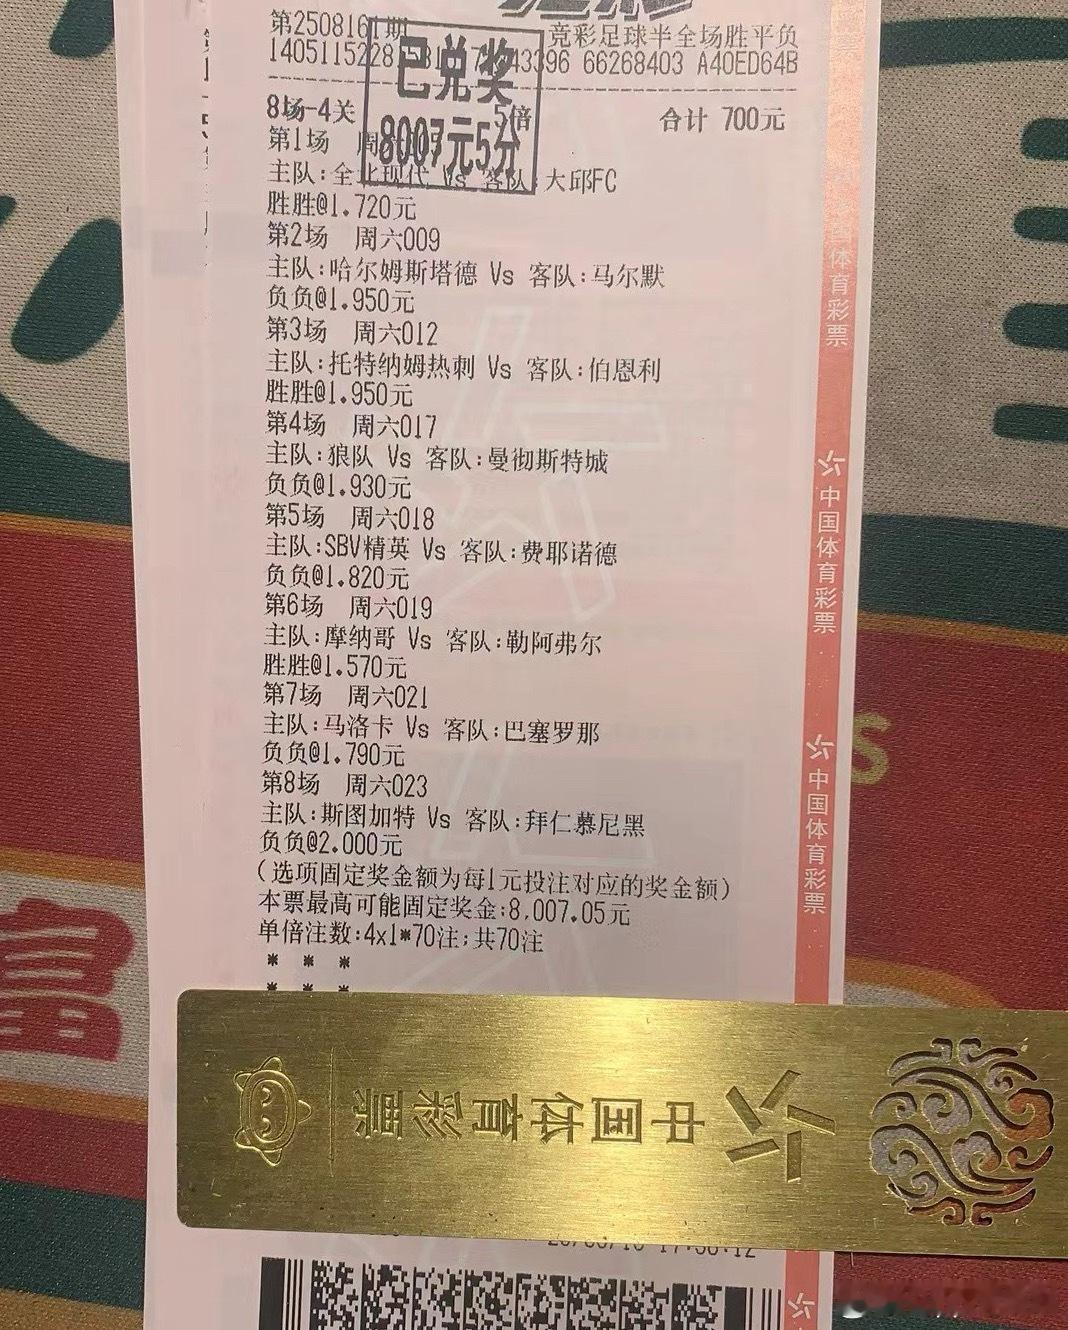 第250816期
竞彩足球半全场胜平负
66268403 A40ED64B
已兑奖
8007元5分
8场-4关 5倍 合计 700元
第1场
主队:全北现代 Vs 客队:大邱FC
胜胜@1.720元
第2场 周六009
主队:哈尔姆斯塔德 Vs 客队:马尔默
负负@1.950元
第3场 周六012
主队:托特纳姆热刺 Vs 客队:伯恩利
胜胜@1.950元
第4场 周六017
主队:狼队 Vs 客队:曼彻斯特城
负负@1.930元
第5场 周六018
主队:SBV精英 Vs 客队:费耶诺德
负负@1.820元
第6场 周六019
主队:摩纳哥 Vs 客队:勒阿弗尔
胜胜@1.570元
第7场 周六021
主队:马洛卡 Vs 客队:巴塞罗那
负负@1.790元
第8场 周六023
主队:斯图加特 Vs 客队:拜仁慕尼黑
负负@2.000元
(选项固定奖金额为每1元投注对应的奖金额)
本票最高可能固定奖金:8,007.05元
单倍注数:4x1*70注;共70注
* * *
* * *
中国体育彩票
国体育彩票
中国体育彩票
中国体育彩票
富
S